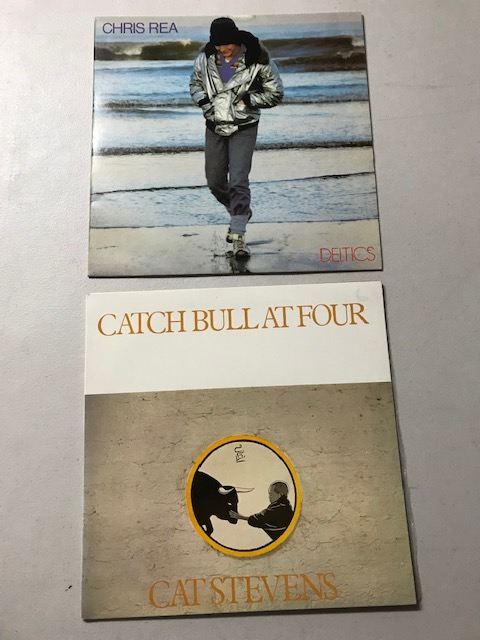 CHRIS REA
DELTICS
CATCH BULL AT FOUR
CAT STEVENS